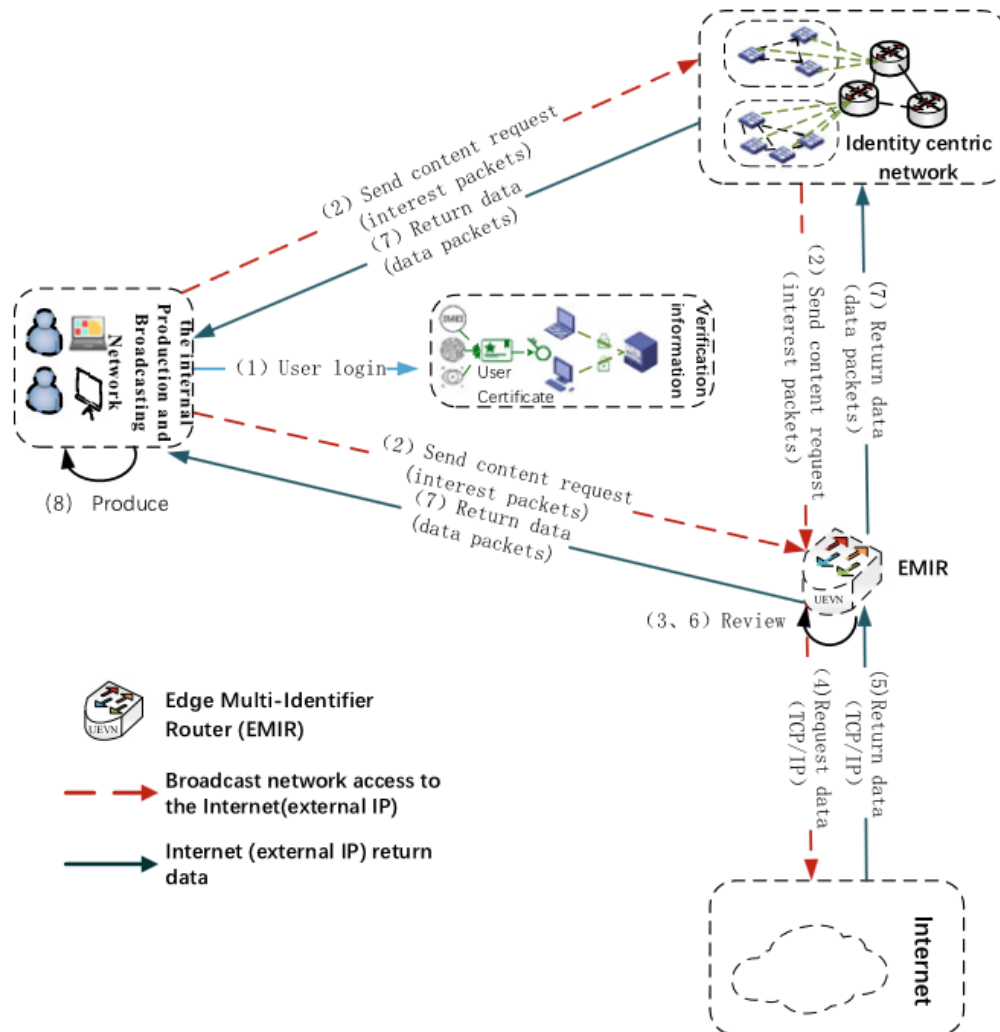 Identity centric
network
(2) Send content request
(interest packets)
(7) Return data
(data packets)
the internal
Production and
Broadcasting
Network
(1) User login
User
Certificate
Verification
information
(2) Send content request
(interest packets)
(7) Return data
(data packets)
(2) Send content request
(interest packets)
(7) Return data
(data packets)
(8) Produce
UEVN
EMIR
(3、6) Review
(4)Request data
(TCP/IP)
(5)Return data
(TCP/IP)
UEVN
Edge Multi-Identifier
Router (EMIR)
Broadcast network access to
the Internet(external IP)
Internet (external IP) return
data
Internet